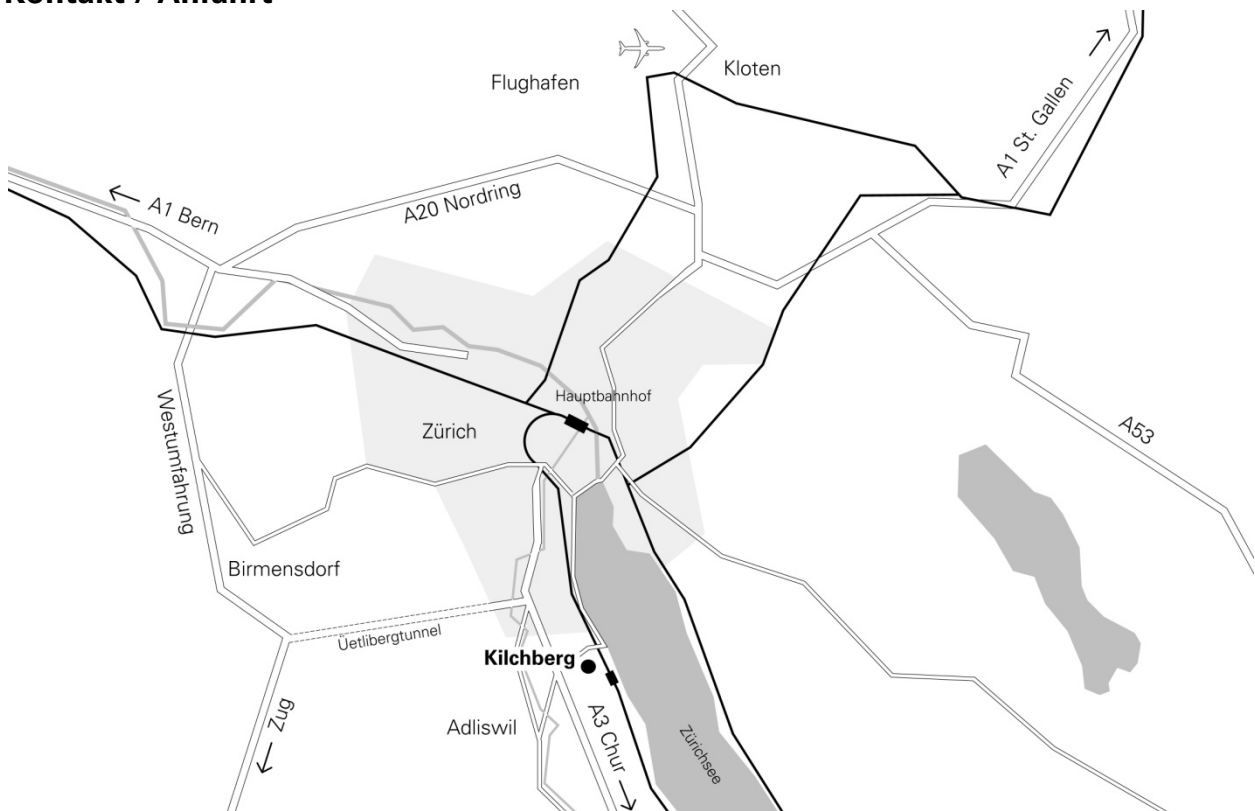 Kontakt / Anfahrt
Flughafen
Kloten
A1 St. Gallen
A1 Bern
A20 Nordring
Hauptbahnhof
Zürich
Westumfahrung
A53
Birmensdorf
Üetlibergtunnel
Kilchberg
Zug
Adliswil
A3 Chur
Zürichsee